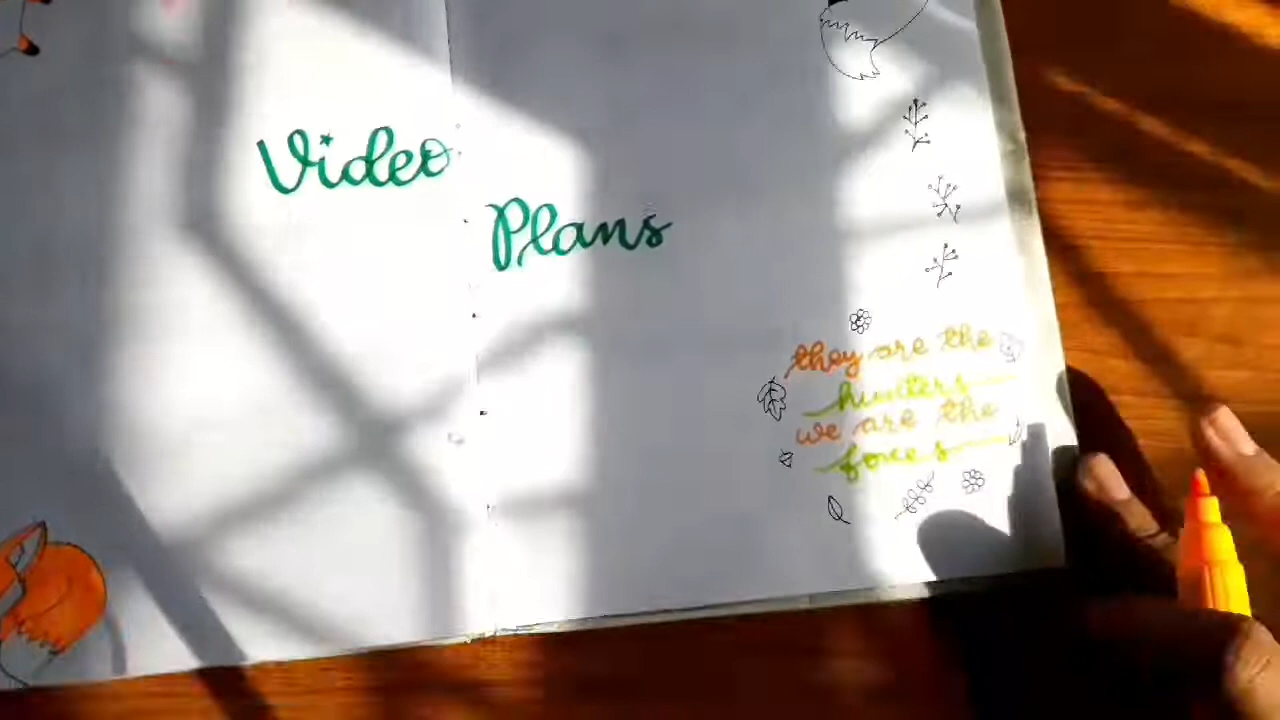 Video
Plans
they are the
hunters
we are the
foxes